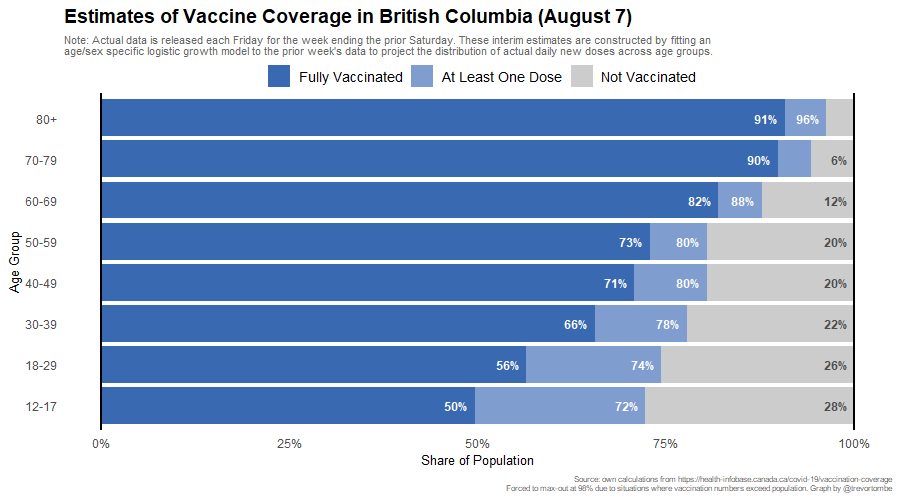 Estimates of Vaccine Coverage in British Columbia (August 7)
Note: Actual data is released each Friday for the week ending the prior Saturday. These interim estimates are constructed by fitting an
age/sex specific logistic growth model to the prior week's data to project the distribution of actual daily new doses across age groups.
Fully Vaccinated At Least One Dose Not Vaccinated
80+ 91% 96%
70-79 90% 6%
60-69 82% 88% 12%
50-59 73% 80% 20%
40-49 71% 80% 20%
30-39 66% 78% 22%
18-29 56% 74% 26%
12-17 50% 72% 28%
Age Group
0% 25% 50% 75% 100%
Share of Population
Source: own calculations from https://health-infobase.canada.ca/covid-19/vaccination-coverage
Forced to max-out at 98% due to situations where vaccination numbers exceed population. Graph by @trevortombe